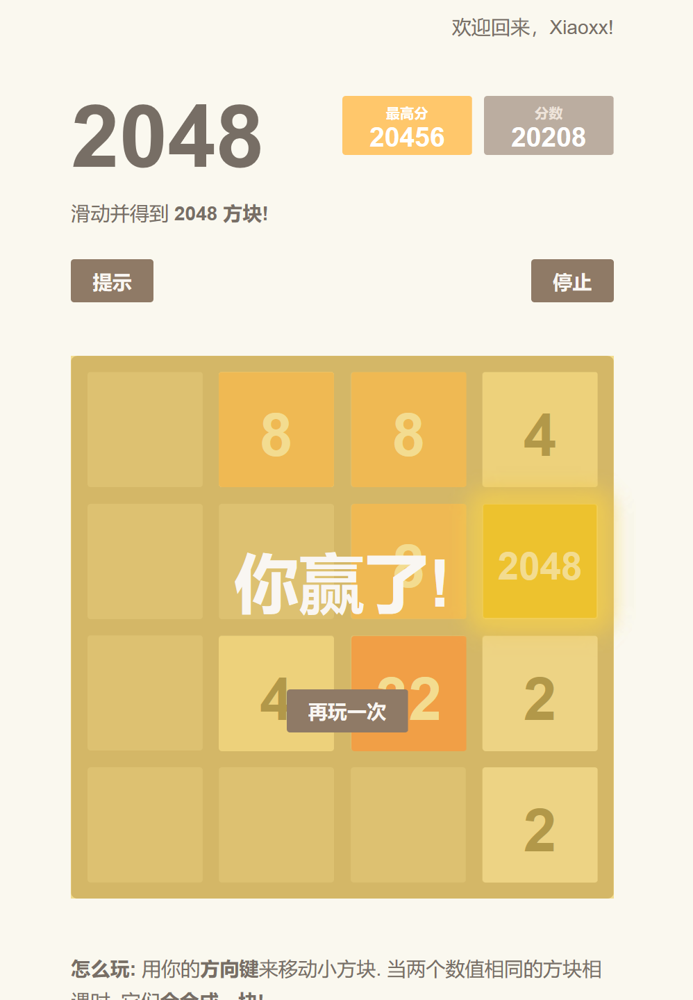 欢迎回来，Xiaoxx!
2048
最高分
20456
分数
20208
滑动并得到 2048 方块!
提示
停止
8 8 4
8 2048
你赢了!
4 32 2
再玩一次
2
怎么玩: 用你的方向键来移动小方块. 当两个数值相同的方块相